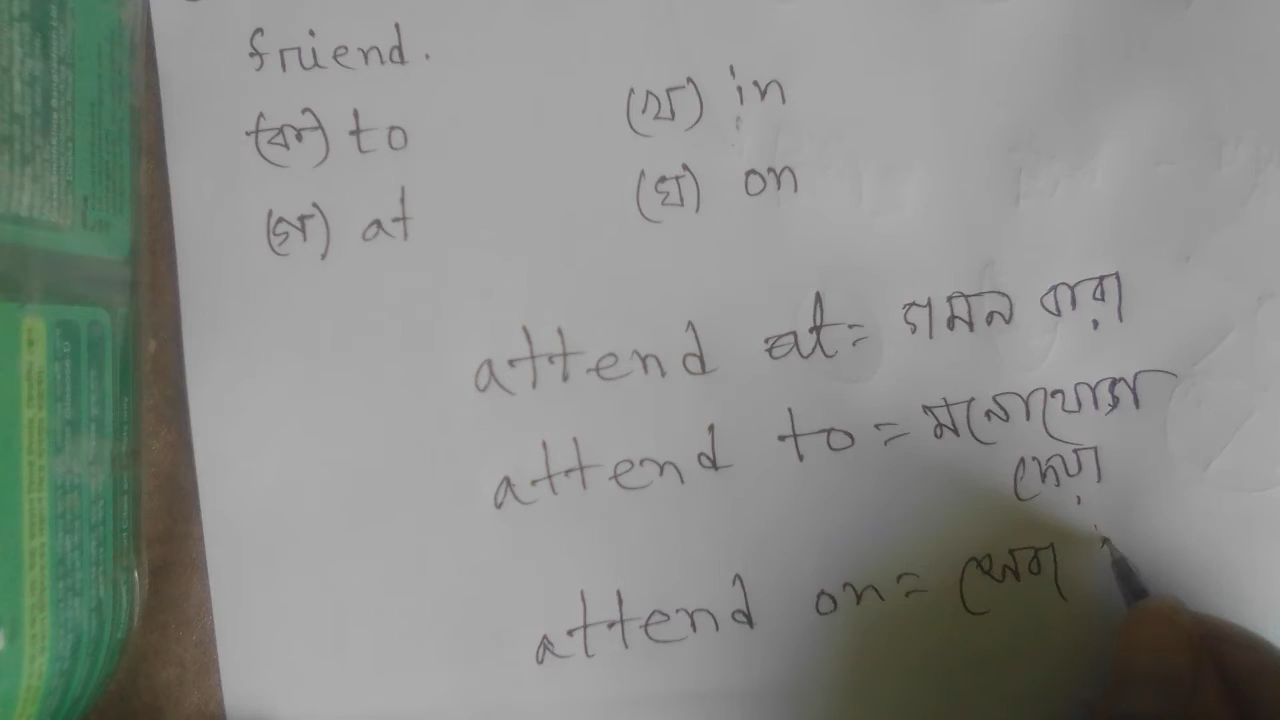 friend.
(ক) to (খ) in
(গ) at (ঘ) on
attend at = গমন করা
attend to = মনোযোগ
দেয়া
attend on = সেবা